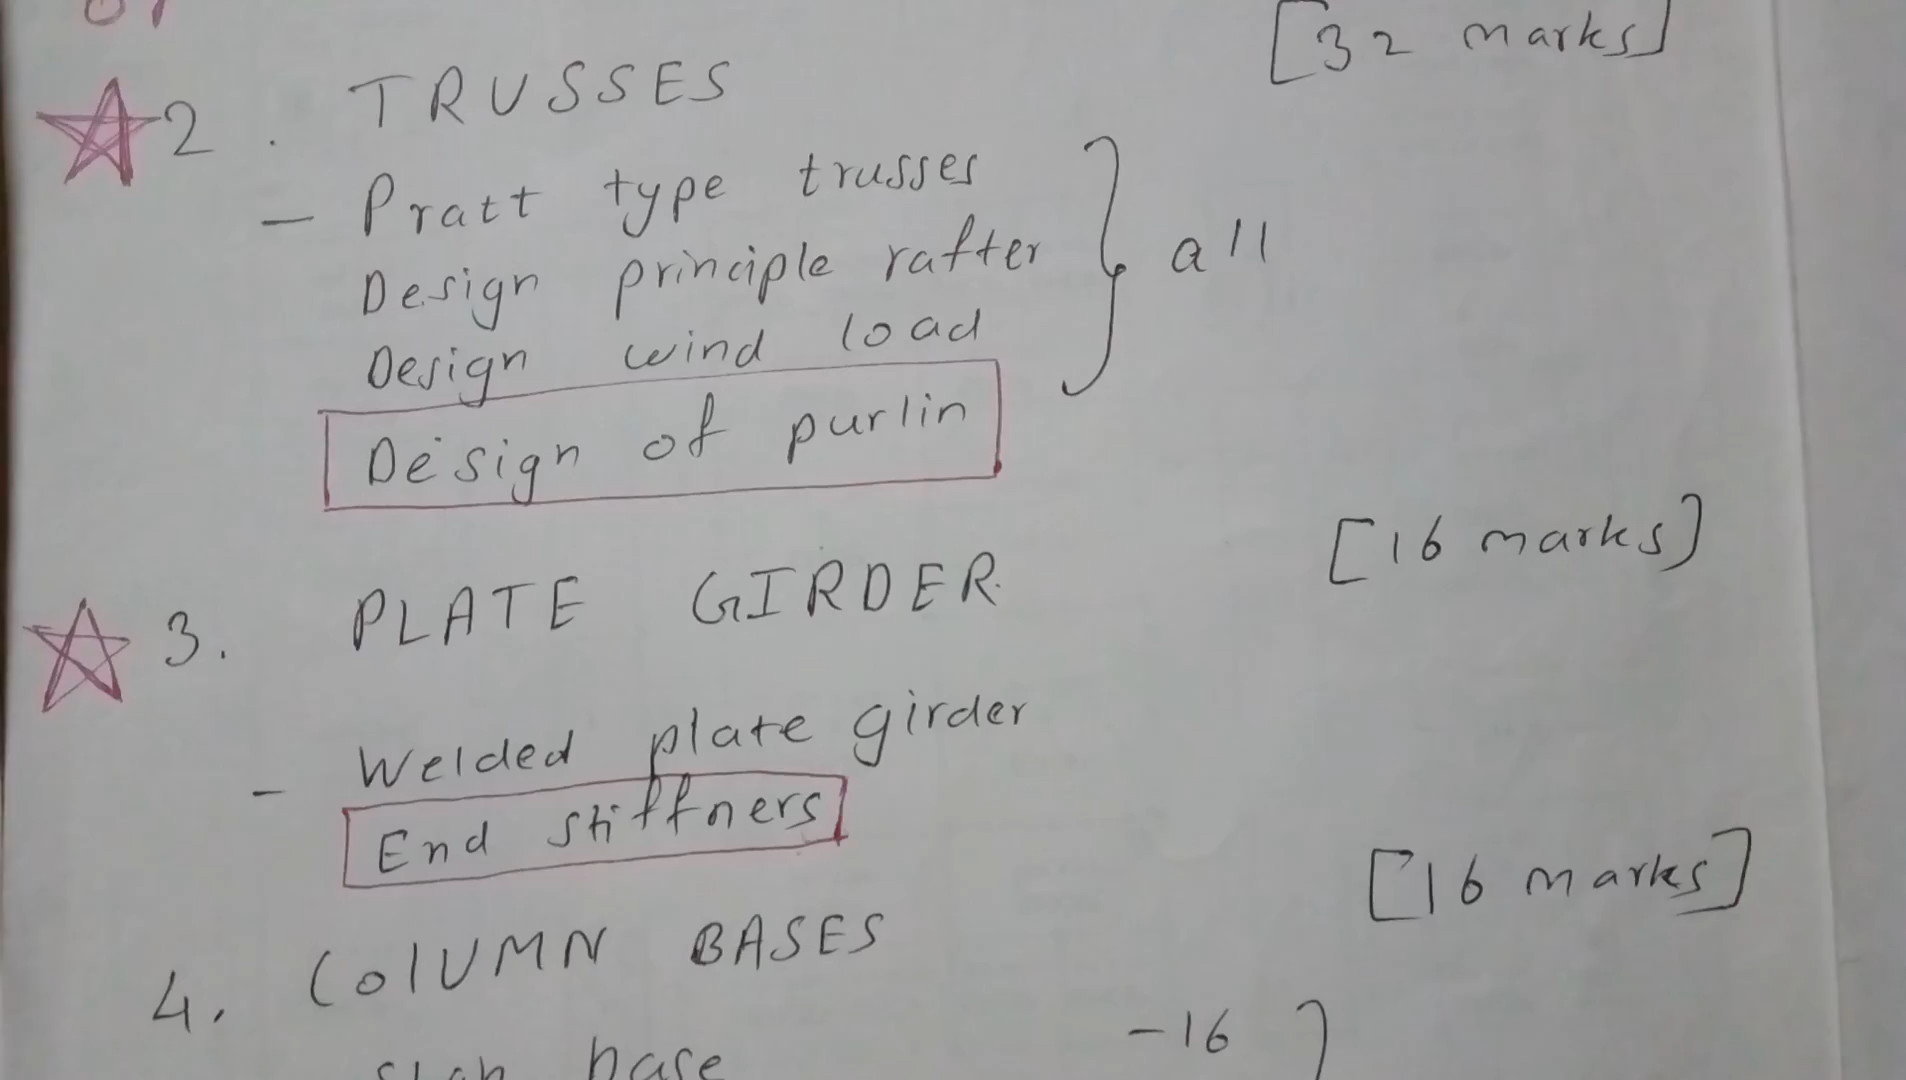 [32 marks]
2. TRUSSES
- Pratt type trusses
Design principle rafter
Design wind load
Design of purlin
} all
[16 marks]
3. PLATE GIRDER
- Welded plate girder
End stiffners
[16 marks]
4. COlUMN BASES
slab base -16 }